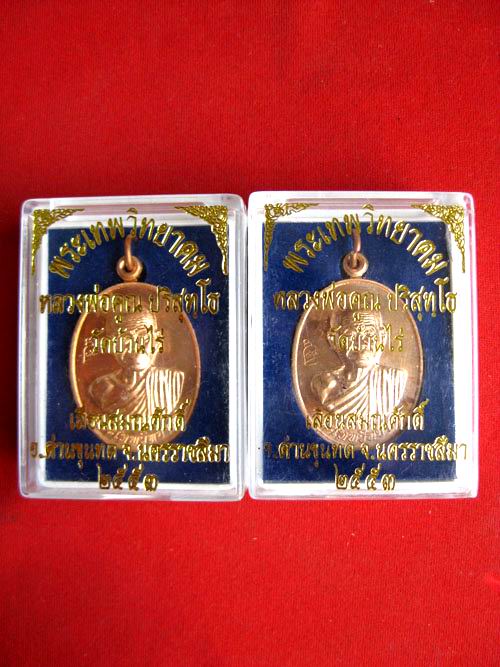 พระเทพวิทยาคม
หลวงพ่อคูณ ปริสุทฺโธ
วัดบ้านไร่
เลื่อนสมณศักดิ์
อ.ด่านขุนทด จ.นครราชสีมา
๒๕๕๓
พระเทพวิทยาคม
หลวงพ่อคูณ ปริสุทฺโธ
วัดบ้านไร่
เลื่อนสมณศักดิ์
อ.ด่านขุนทด จ.นครราชสีมา
๒๕๕๓